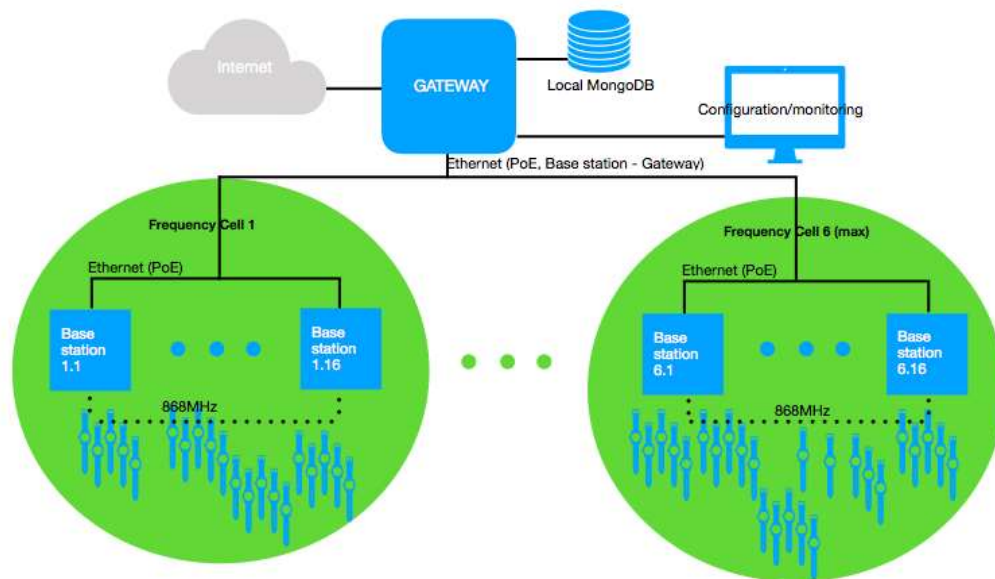 Internet
GATEWAY
Local MongoDB
Configuration/monitoring
Ethernet (PoE, Base station - Gateway)
Frequency Cell 1
Frequency Cell 6 (max)
Ethernet (PoE)
Ethernet (PoE)
Base
station
1.1
Base
station
1.16
Base
station
6.1
Base
station
6.16
868MHz
868MHz